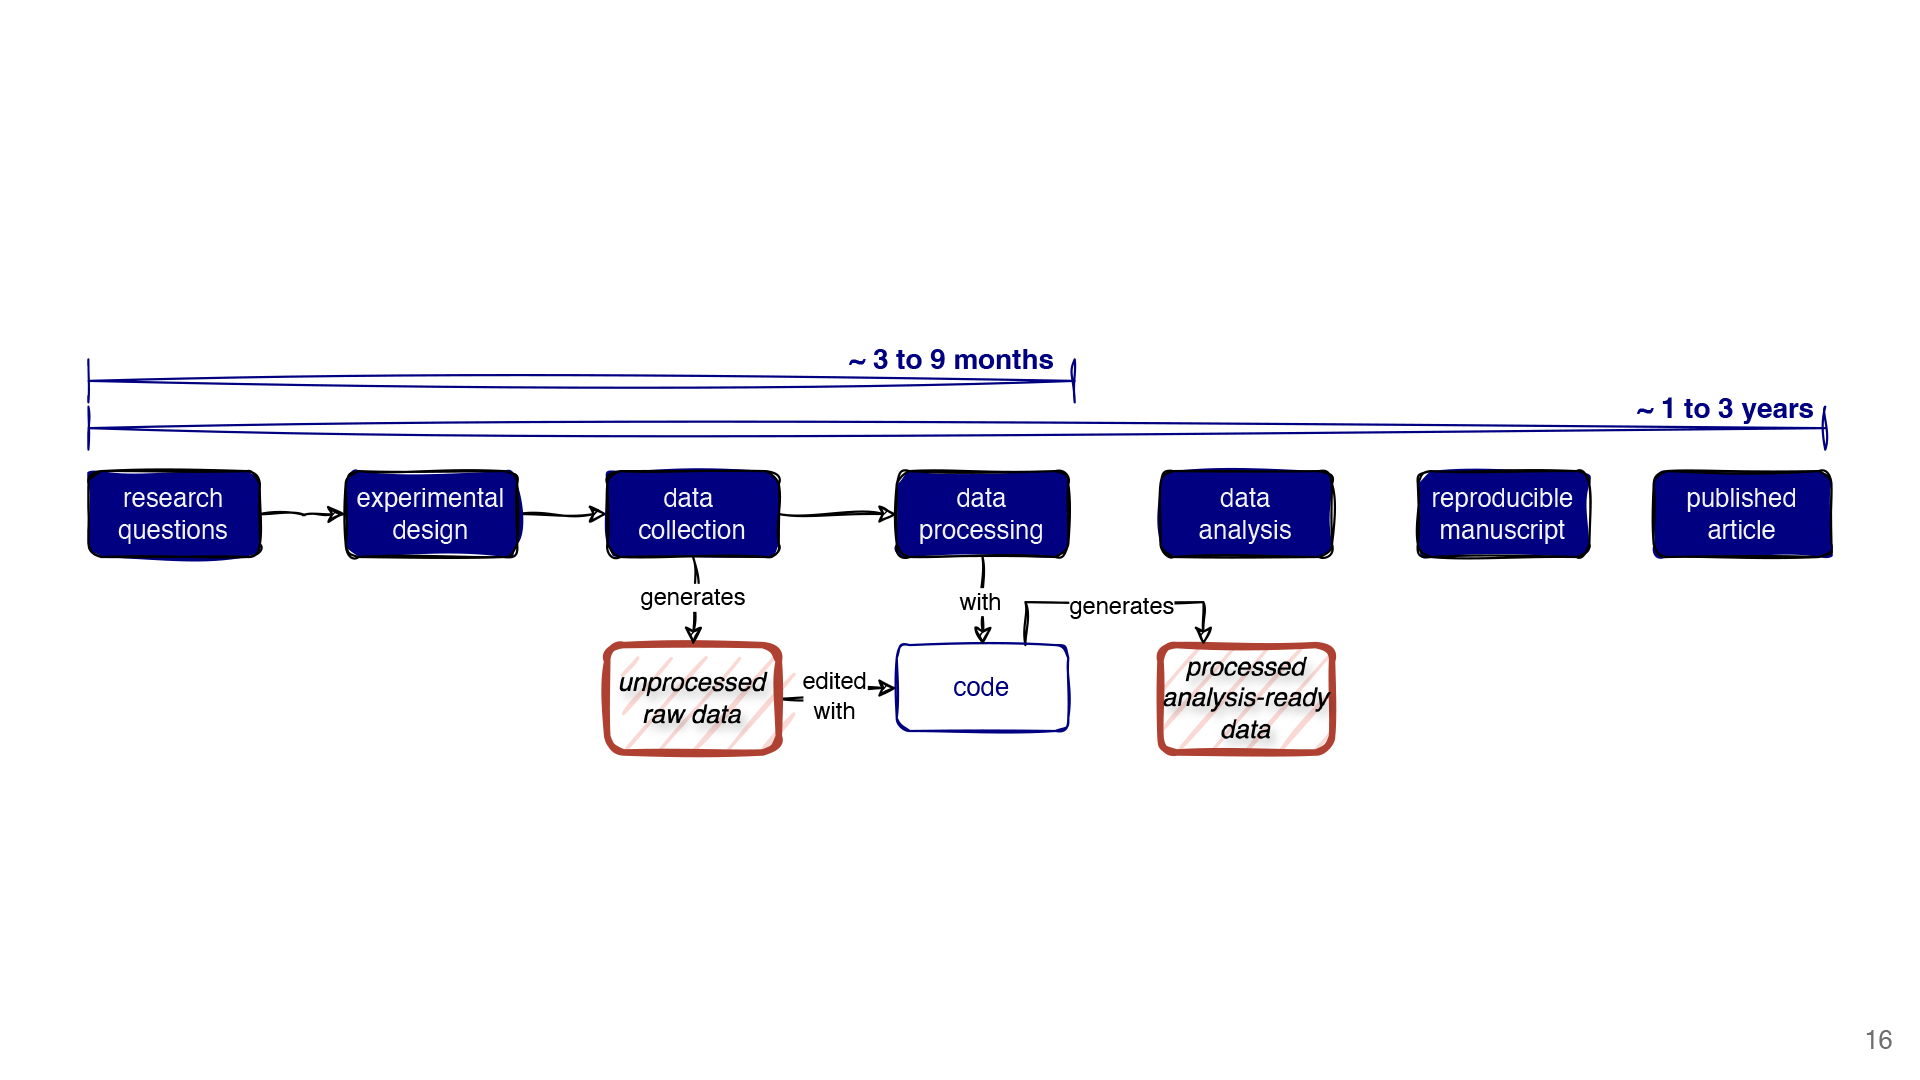 ~ 3 to 9 months
~ 1 to 3 years
research
questions
experimental
design
data
collection
data
processing
data
analysis
reproducible
manuscript
published
article
generates
with
generates
unprocessed
raw data
edited
with
code
processed
analysis-ready
data
16